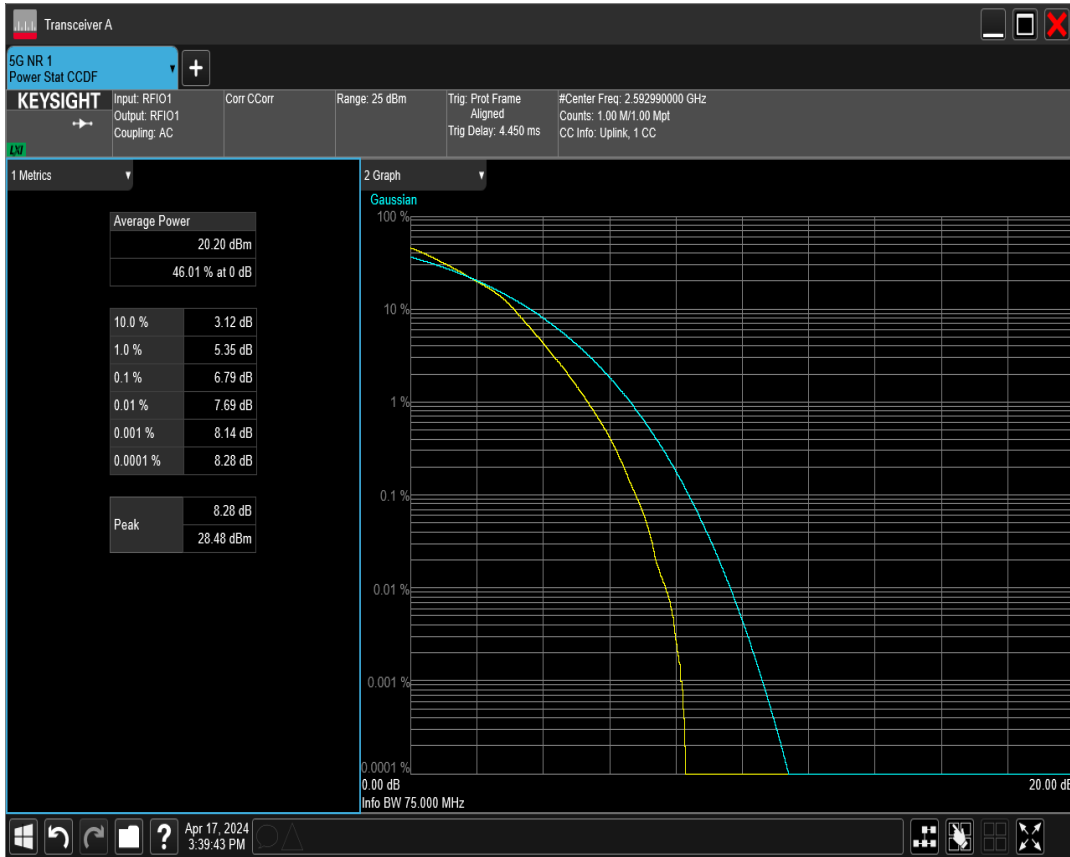 Transceiver A
5G NR 1
Power Stat CCDF
+
KEYSIGHT
LXI
Input: RFIO1
Output: RFIO1
Coupling: AC
Corr CCorr
Range: 25 dBm
Trig: Prot Frame
Aligned
Trig Delay: 4.450 ms
#Center Freq: 2.592990000 GHz
Counts: 1.00 M/1.00 Mpt
CC Info: Uplink, 1 CC
1 Metrics
Average Power
20.20 dBm
46.01 % at 0 dB
10.0 % 3.12 dB
1.0 % 5.35 dB
0.1 % 6.79 dB
0.01 % 7.69 dB
0.001 % 8.14 dB
0.0001 % 8.28 dB
Peak
8.28 dB
28.48 dBm
2 Graph
Gaussian
100 %
10 %
1 %
0.1 %
0.01 %
0.001 %
0.0001 %
0.00 dB 20.00 dB
Info BW 75.000 MHz
?
Apr 17, 2024
3:39:43 PM